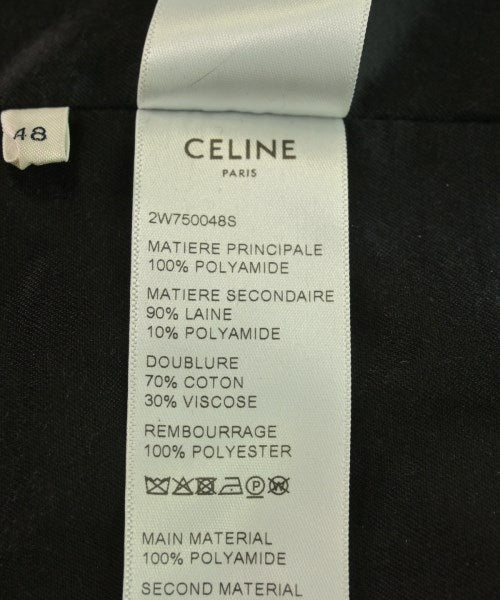 48
CELINE
PARIS
2W750048S
MATIERE PRINCIPALE
100% POLYAMIDE
MATIERE SECONDAIRE
90% LAINE
10% POLYAMIDE
DOUBLURE
70% COTON
30% VISCOSE
REMBOURRAGE
100% POLYESTER
MAIN MATERIAL
100% POLYAMIDE
SECOND MATERIAL